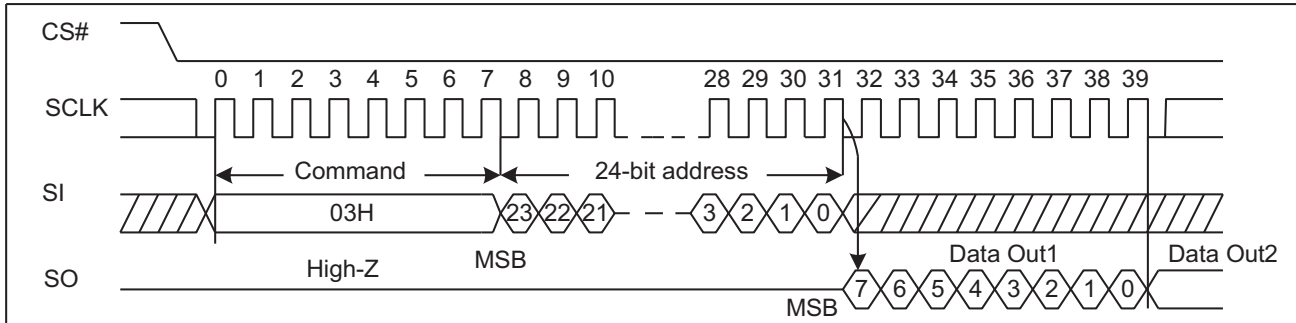 CS#
0 1 2 3 4 5 6 7 8 9 10 28 29 30 31 32 33 34 35 36 37 38 39
SCLK
Command 24-bit address
SI
03H 23 22 21 3 2 1 0
High-Z MSB Data Out1 Data Out2
SO
MSB 7 6 5 4 3 2 1 0